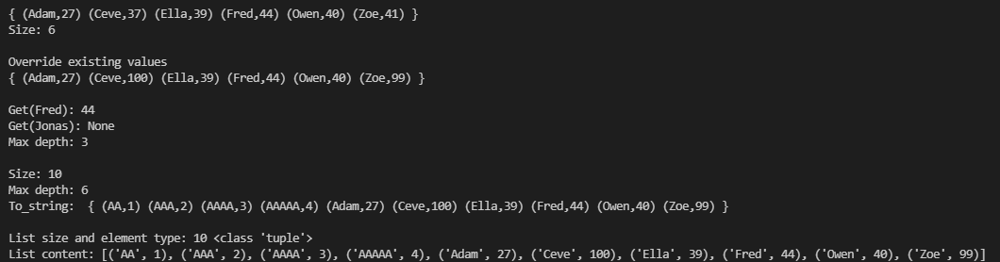 { (Adam,27) (Ceve,37) (Ella,39) (Fred,44) (Owen,40) (Zoe,41) }
Size: 6
Override existing values
{ (Adam,27) (Ceve,100) (Ella,39) (Fred,44) (Owen,40) (Zoe,99) }
Get(Fred): 44
Get(Jonas): None
Max depth: 3
Size: 10
Max depth: 6
To_string:  { (AA,1) (AAA,2) (AAAA,3) (AAAAA,4) (Adam,27) (Ceve,100) (Ella,39) (Fred,44) (Owen,40) (Zoe,99) }
List size and element type: 10 <class 'tuple'>
List content: [('AA', 1), ('AAA', 2), ('AAAA', 3), ('AAAAA', 4), ('Adam', 27), ('Ceve', 100), ('Ella', 39), ('Fred', 44), ('Owen', 40), ('Zoe', 99)]